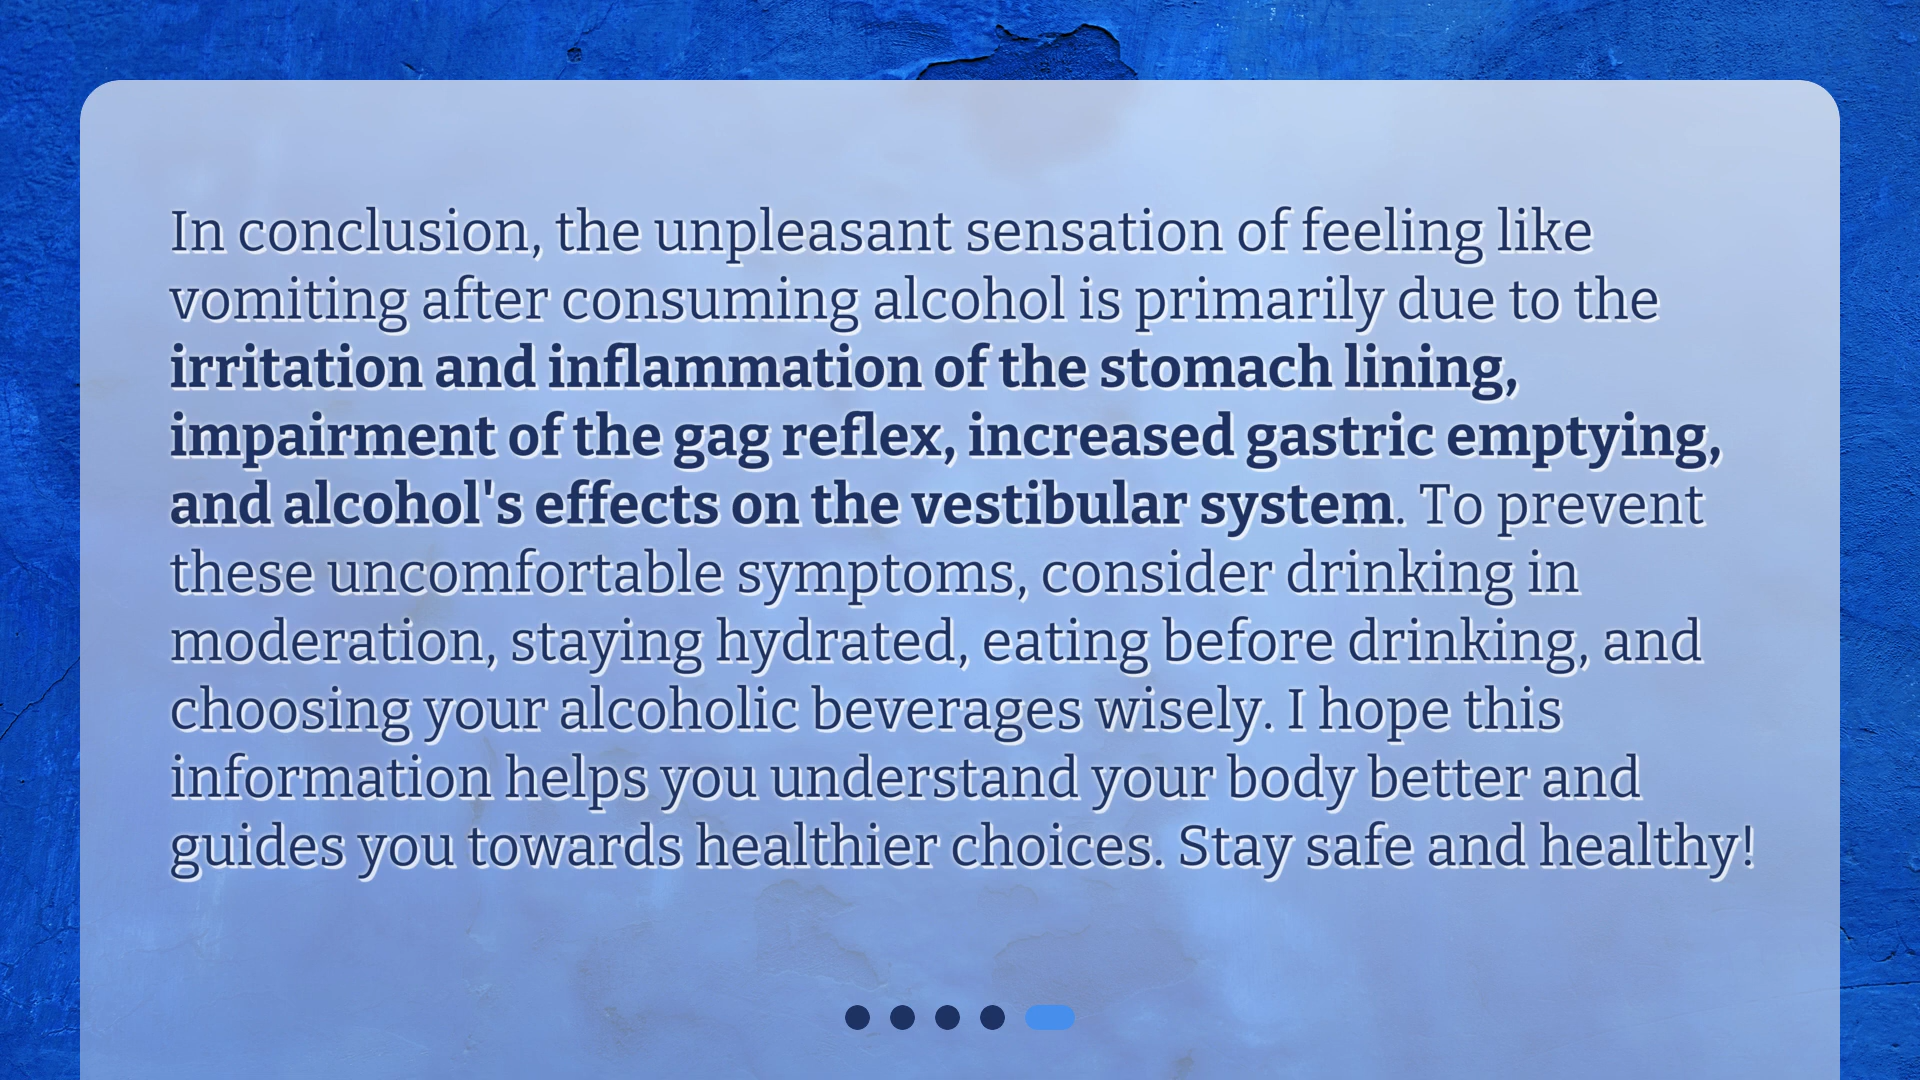 In conclusion, the unpleasant sensation of feeling like
vomiting after consuming alcohol is primarily due to the
irritation and inflammation of the stomach lining,
impairment of the gag reflex, increased gastric emptying,
and alcohol's effects on the vestibular system. To prevent
these uncomfortable symptoms, consider drinking in
moderation, staying hydrated, eating before drinking, and
choosing your alcoholic beverages wisely. I hope this
information helps you understand your body better and
guides you towards healthier choices. Stay safe and healthy!